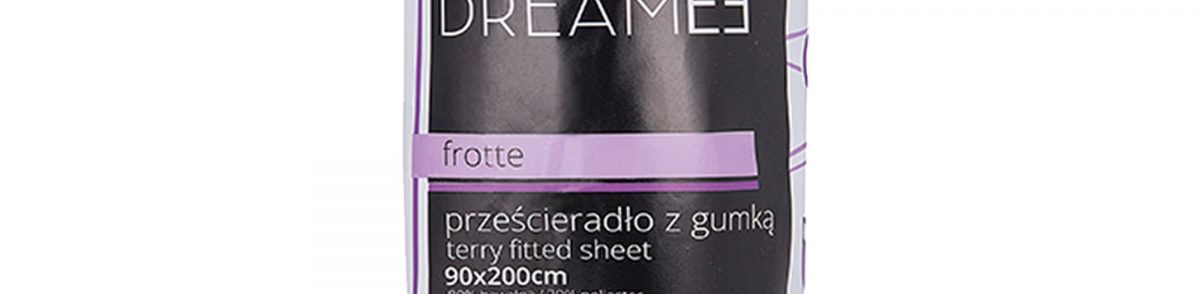 DREAMEE
frotte
prześcieradło z gumką
terry fitted sheet
90x200cm